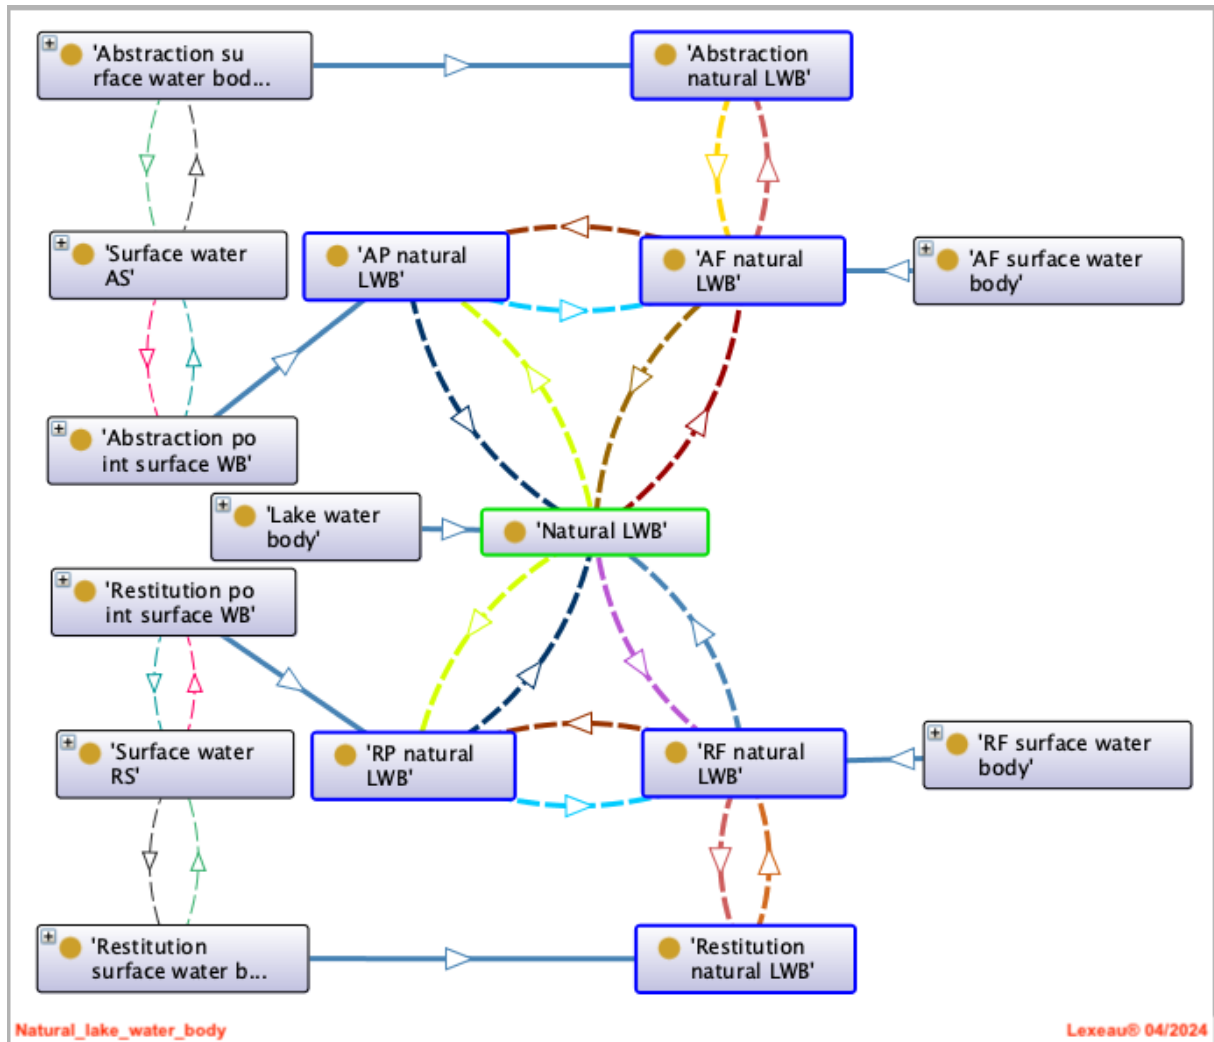 'Abstraction su
rface water bod...
'Abstraction
natural LWB'
'Surface water
AS'
'AP natural
LWB'
'AF natural
LWB'
'AF surface water
body'
'Abstraction po
int surface WB'
'Lake water
body'
'Natural LWB'
'Restitution po
int surface WB'
'Surface water
RS'
'RP natural
LWB'
'RF natural
LWB'
'RF surface water
body'
'Restitution
surface water b...
'Restitution
natural LWB'
Natural_lake_water_body
Lexeau® 04/2024